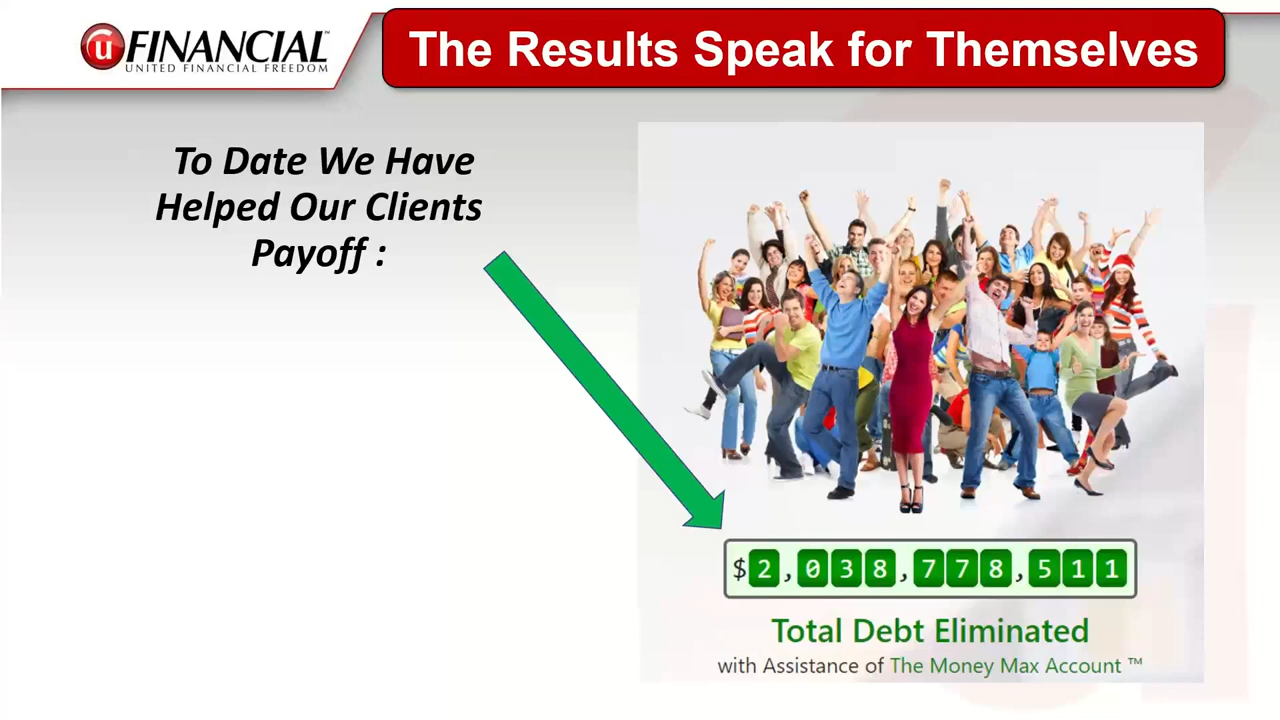 u FINANCIAL™
UNITED FINANCIAL FREEDOM
The Results Speak for Themselves
To Date We Have
Helped Our Clients
Payoff :
$2,038,778,511
Total Debt Eliminated
with Assistance of The Money Max Account ™